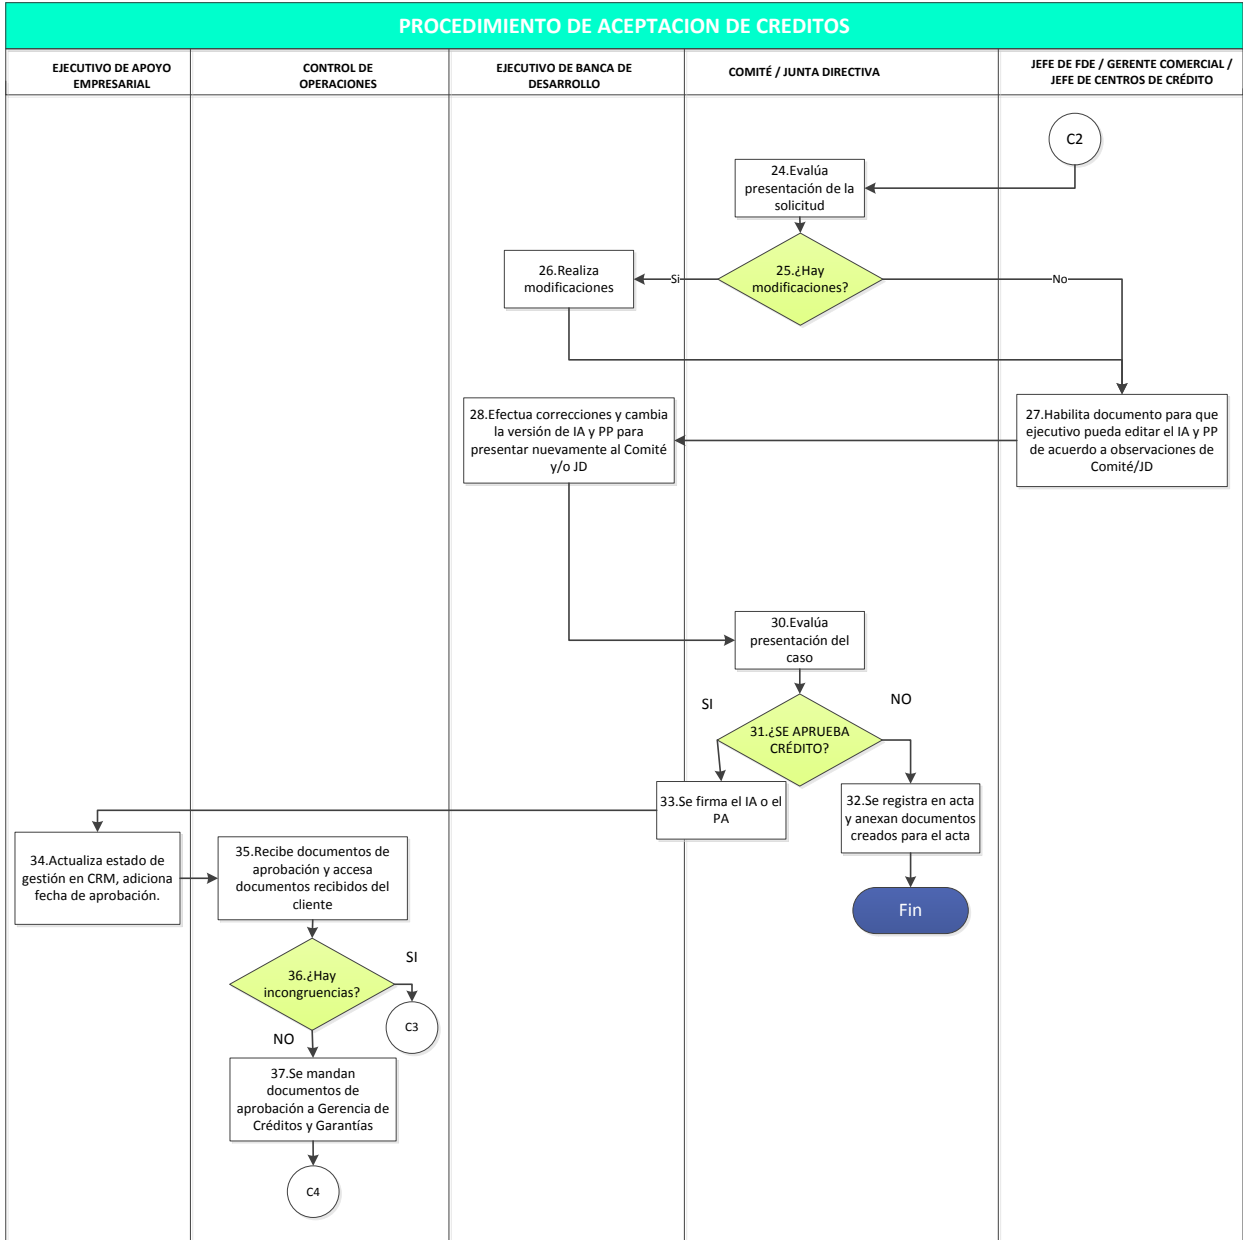 PROCEDIMIENTO DE ACEPTACION DE CREDITOS
EJECUTIVO DE APOYO
EMPRESARIAL
CONTROL DE
OPERACIONES
EJECUTIVO DE BANCA DE
DESARROLLO
COMITÉ / JUNTA DIRECTIVA
JEFE DE FDE / GERENTE COMERCIAL /
JEFE DE CENTROS DE CRÉDITO
C2
24.Evalúa
presentación de la
solicitud
25.¿Hay
modificaciones?
Si
No
26.Realiza
modificaciones
27.Habilita documento para que
ejecutivo pueda editar el IA y PP
de acuerdo a observaciones de
Comité/JD
28.Efectua correcciones y cambia
la versión de IA y PP para
presentar nuevamente al Comité
y/o JD
30.Evalúa
presentación del
caso
31.¿SE APRUEBA
CRÉDITO?
SI
NO
33.Se firma el IA o el
PA
32.Se registra en acta
y anexan documentos
creados para el acta
Fin
34.Actualiza estado de
gestión en CRM, adiciona
fecha de aprobación.
35.Recibe documentos de
aprobación y accesa
documentos recibidos del
cliente
36.¿Hay
incongruencias?
SI
C3
NO
37.Se mandan
documentos de
aprobación a Gerencia de
Créditos y Garantías
C4